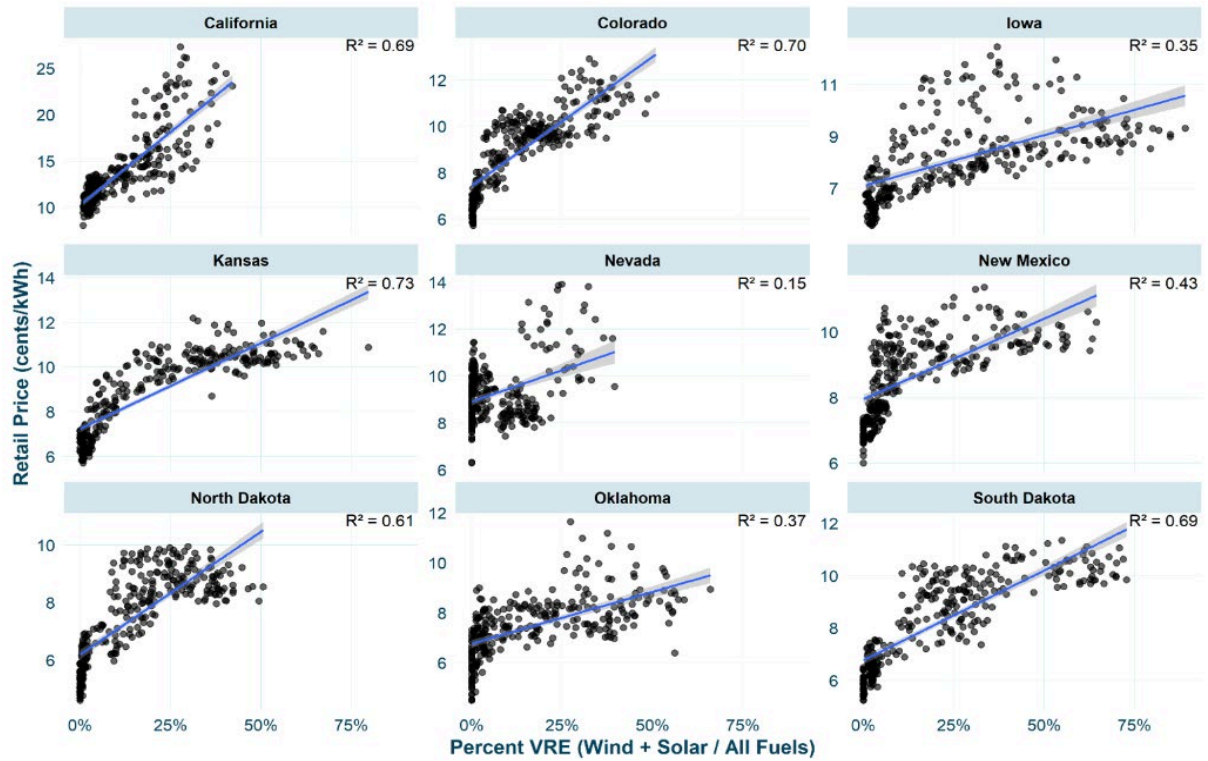 California
Colorado
Iowa
R² = 0.69
R² = 0.70
R² = 0.35
25
20
15
10
12
10
8
6
11
9
7
Kansas
Nevada
New Mexico
R² = 0.73
R² = 0.15
R² = 0.43
14
12
10
8
6
14
12
10
8
6
10
8
6
North Dakota
Oklahoma
South Dakota
R² = 0.61
R² = 0.37
R² = 0.69
10
8
6
12
10
8
6
12
10
8
6
0%
25%
50%
75%
0%
25%
50%
75%
0%
25%
50%
75%
Retail Price (cents/kWh)
Percent VRE (Wind + Solar / All Fuels)